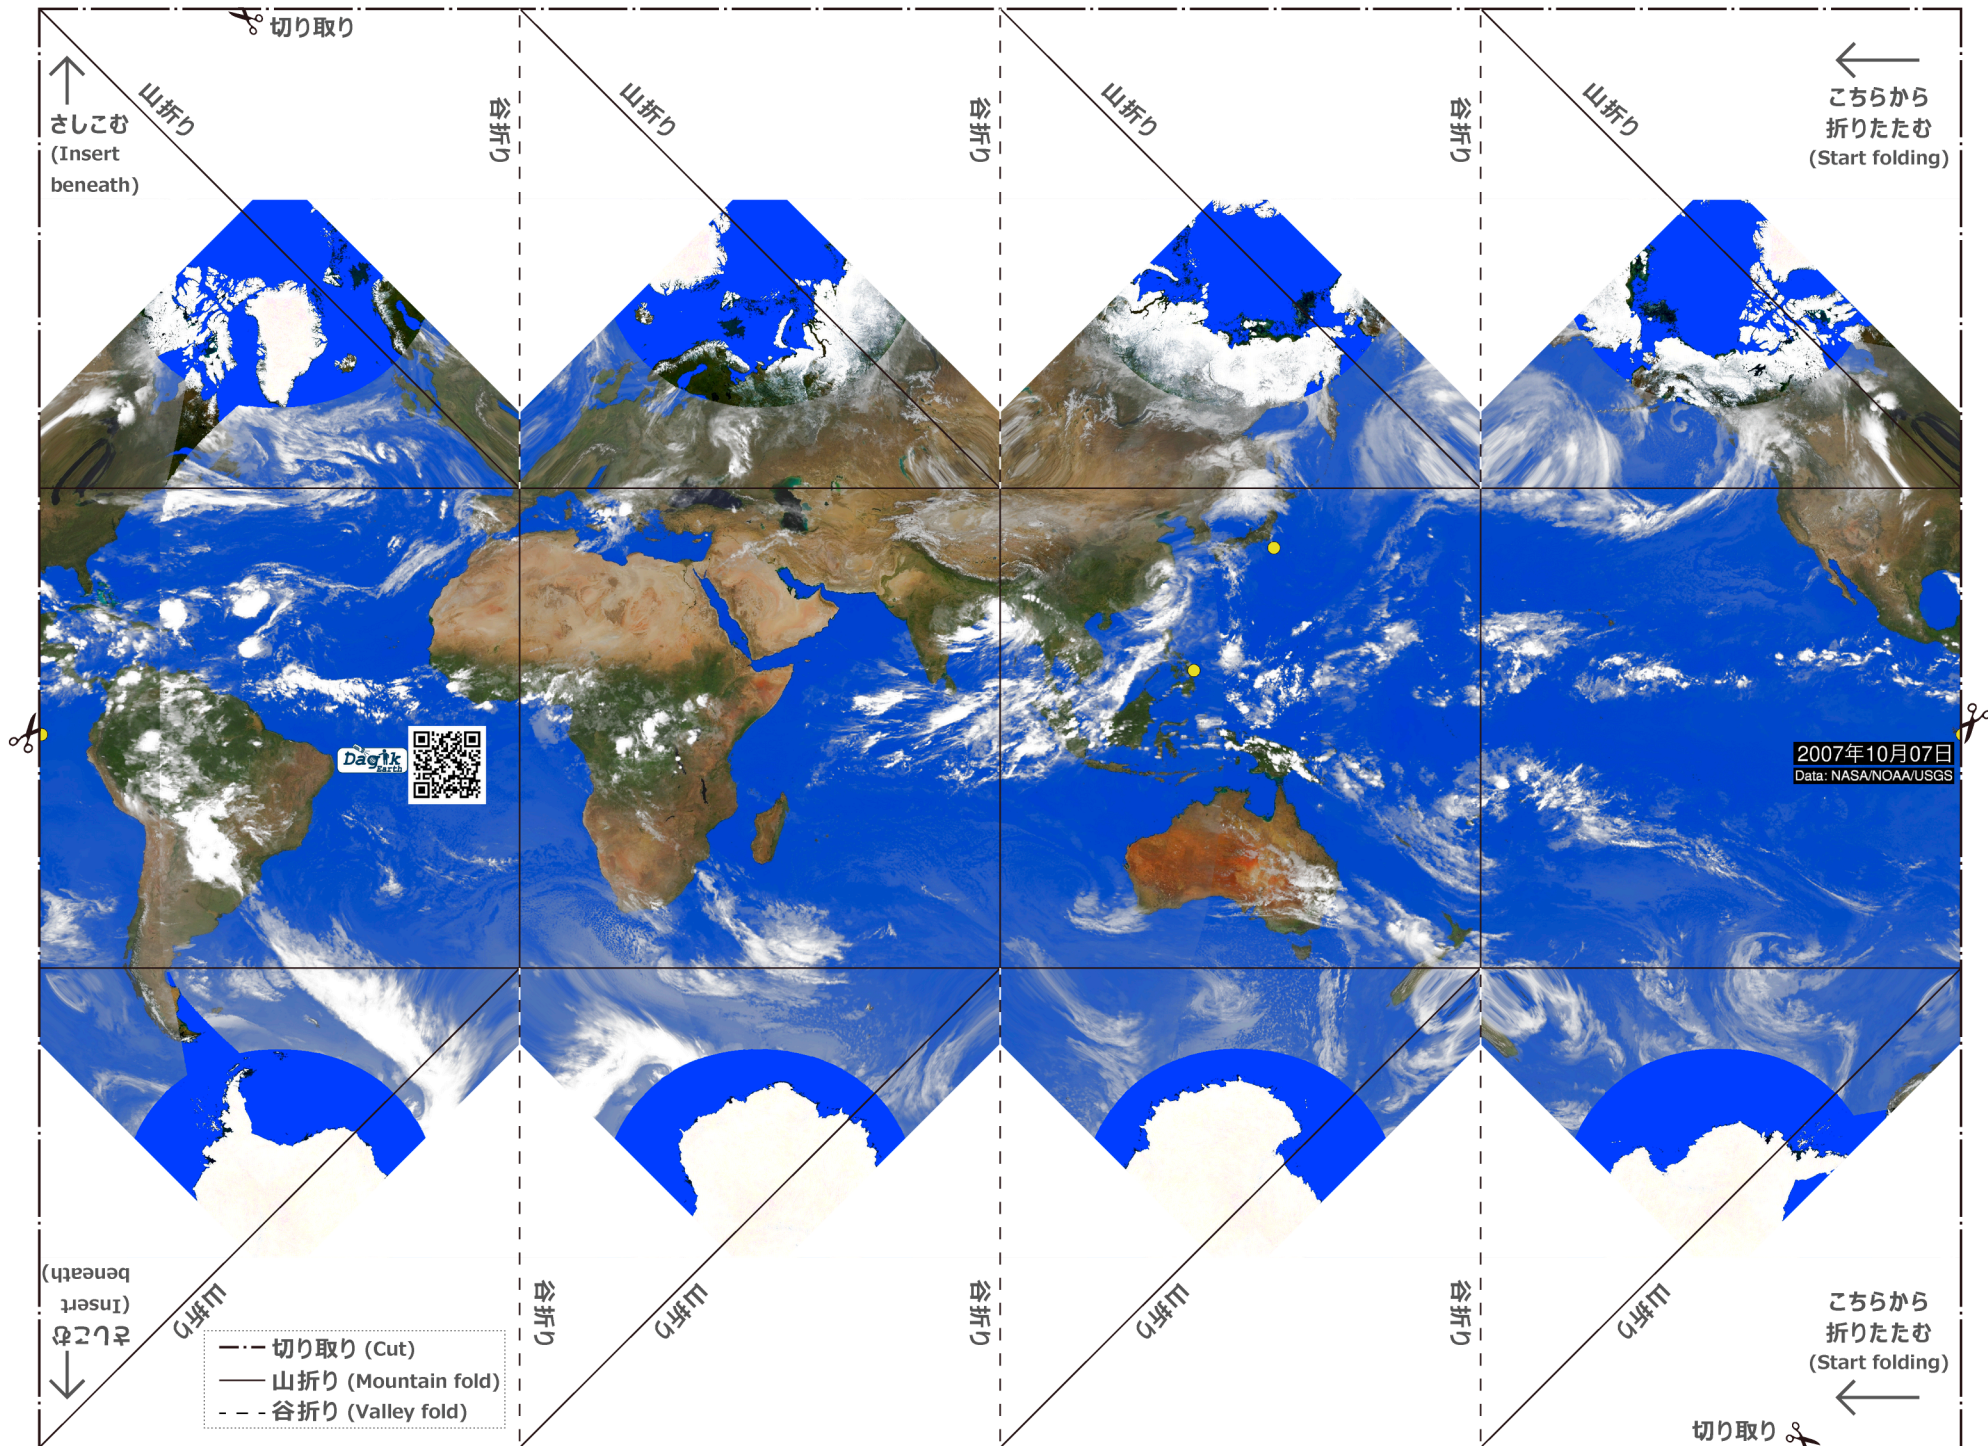 切り取り
さしこむ
(Insert
beneath)
山折り
谷折り
山折り
谷折り
山折り
谷折り
山折り
こちらから
折りたたむ
(Start folding)
Dagik
Earth
2007年10月07日
Data: NASA/NOAA/USGS
さしこむ
(Insert
beneath)
山折り
谷折り
山折り
谷折り
山折り
谷折り
山折り
こちらから
折りたたむ
(Start folding)
切り取り (Cut)
山折り (Mountain fold)
谷折り (Valley fold)
切り取り